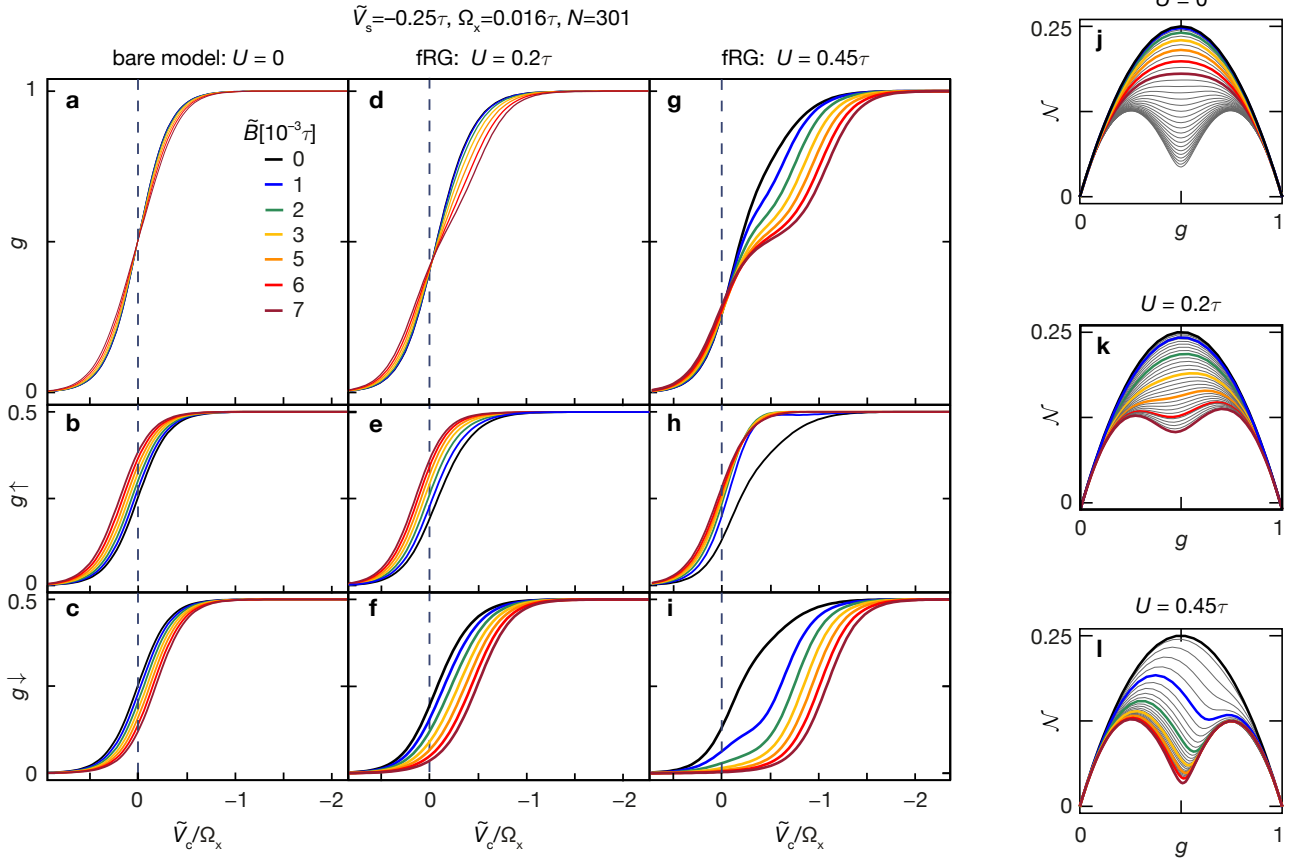 Ṽs=–0.25τ, Ωx=0.016τ, N=301
bare model: U = 0
fRG: U = 0.2τ
fRG: U = 0.45τ
a
d
g
1
g
0
B̃[10⁻³τ]
0
1
2
3
5
6
7
b
e
h
0.5
g↑
0
c
f
i
0.5
g↓
0
0
–1
–2
0
–1
–2
0
–1
–2
Ṽc/Ωx
Ṽc/Ωx
Ṽc/Ωx
j
0.25
𝒩
0
0
1
g
U = 0.2τ
k
0.25
𝒩
0
0
1
g
U = 0.45τ
l
0.25
𝒩
0
0
1
g